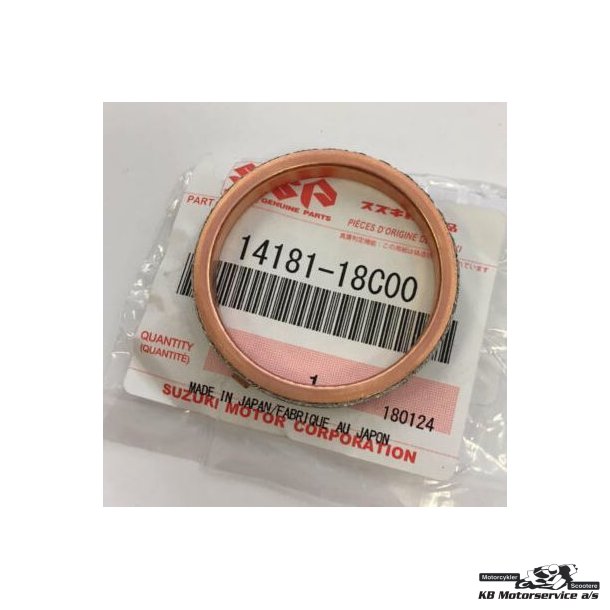 PART
GENUINE PARTS
スズキ 品
PIÈCES D'ORIGINE
14181-18C00
QUANTITY
(QUANTITÉ)
1
180124
MADE IN JAPAN/FABRIQUE AU JAPON
SUZUKI MOTOR CORPORATION
Motorcykler
Scootere
KB Motorservice a/s